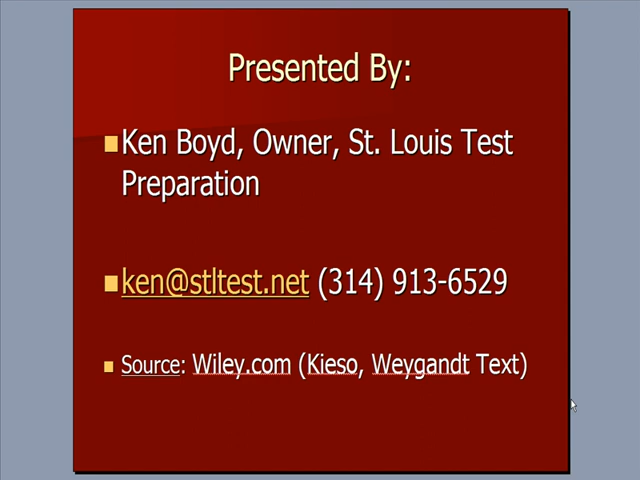 Presented By:
Ken Boyd, Owner, St. Louis Test
Preparation
ken@stltest.net (314) 913-6529
Source: Wiley.com (Kieso, Weygandt Text)